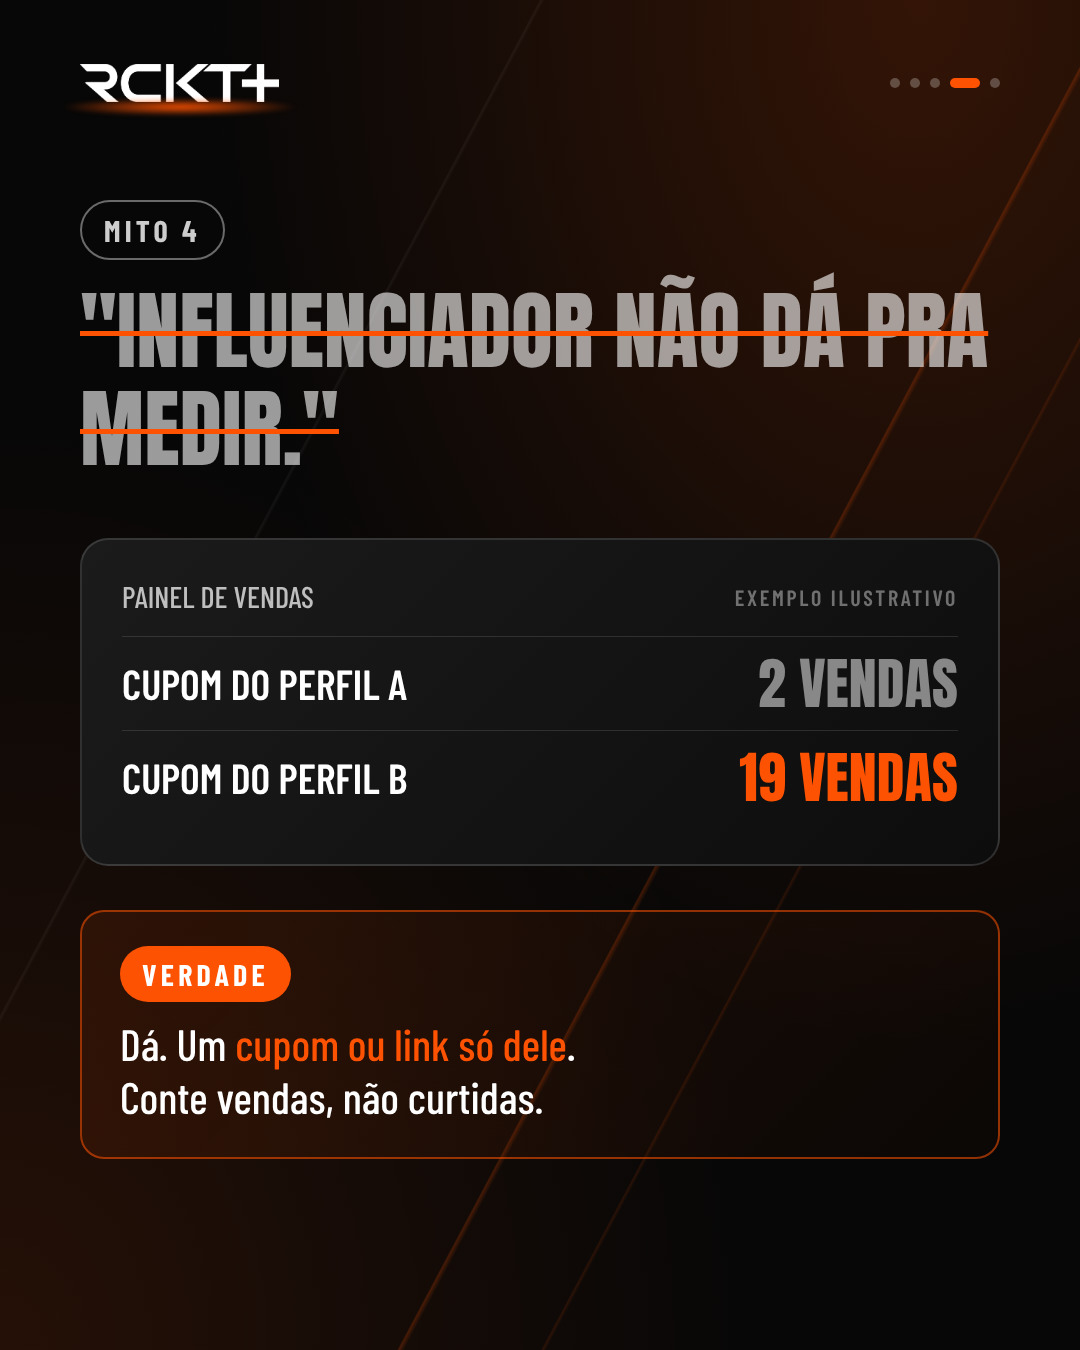 RCKT+
MITO 4
"INFLUENCIADOR NÃO DÁ PRA
MEDIR."
PAINEL DE VENDAS
EXEMPLO ILUSTRATIVO
CUPOM DO PERFIL A
2 VENDAS
CUPOM DO PERFIL B
19 VENDAS
VERDADE
Dá. Um cupom ou link só dele.
Conte vendas, não curtidas.